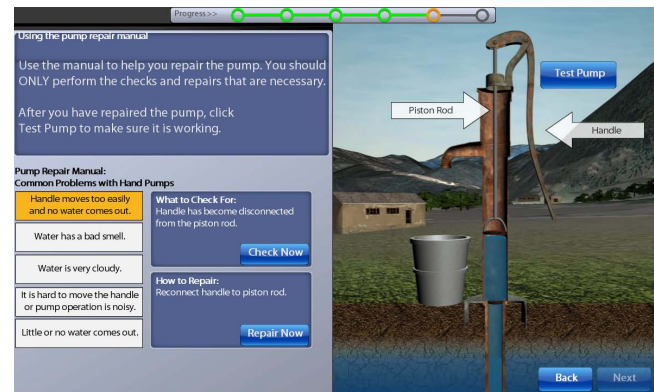 Progress>>
Using the pump repair manual
Use the manual to help you repair the pump. You should
ONLY perform the checks and repairs that are necessary.
After you have repaired the pump, click
Test Pump to make sure it is working.
Pump Repair Manual:
Common Problems with Hand Pumps
Handle moves too easily
and no water comes out.
Water has a bad smell.
Water is very cloudy.
It is hard to move the handle
or pump operation is noisy.
Little or no water comes out.
What to Check For:
Handle has become disconnected
from the piston rod.
Check Now
How to Repair:
Reconnect handle to piston rod.
Repair Now
Test Pump
Piston Rod
Handle
Back
Next